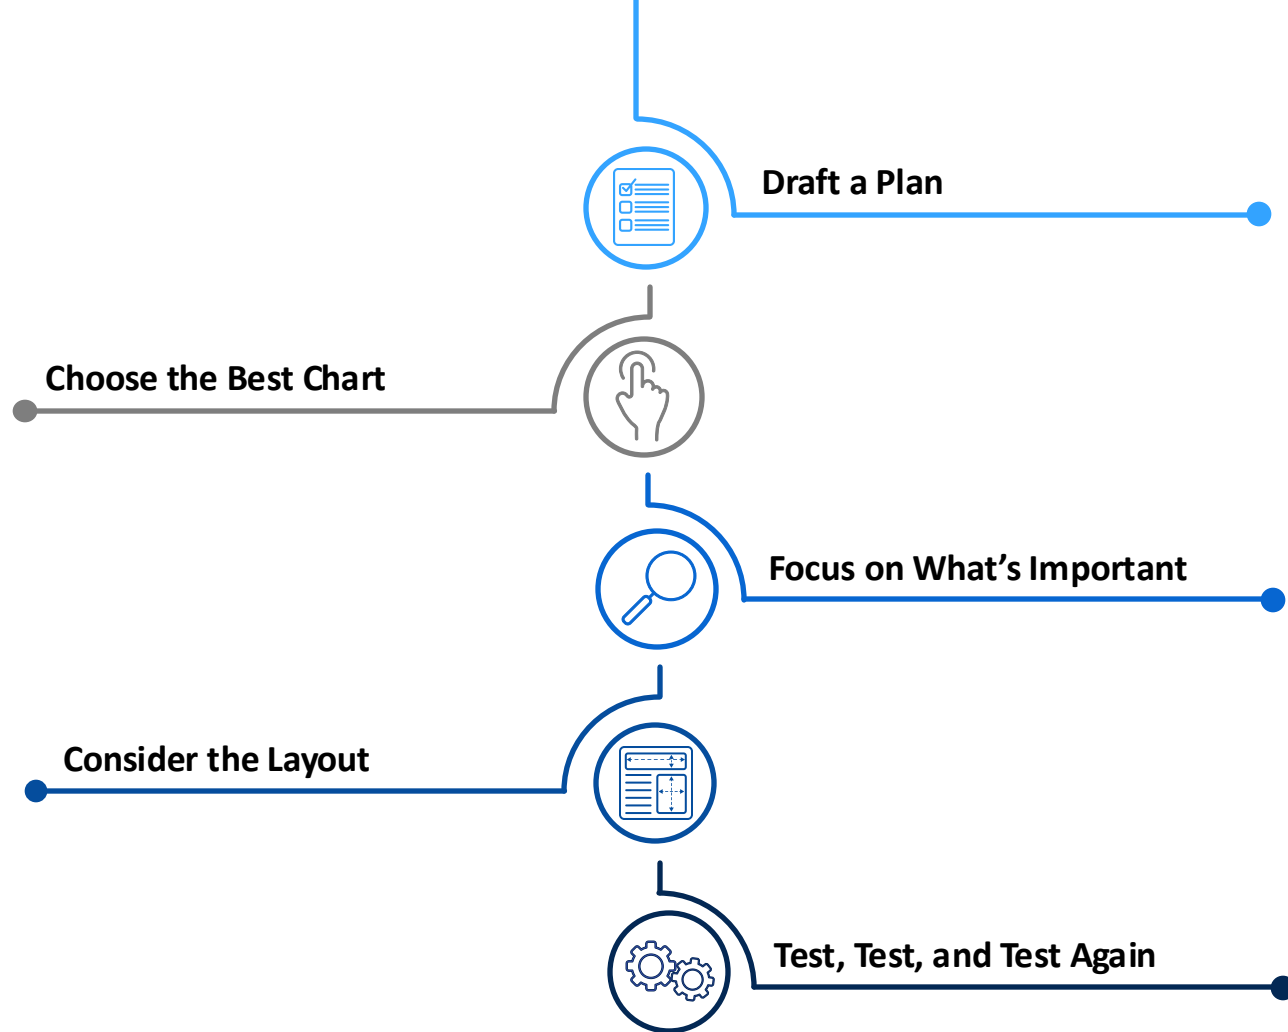 Draft a Plan
Choose the Best Chart
Focus on What’s Important
Consider the Layout
Test, Test, and Test Again